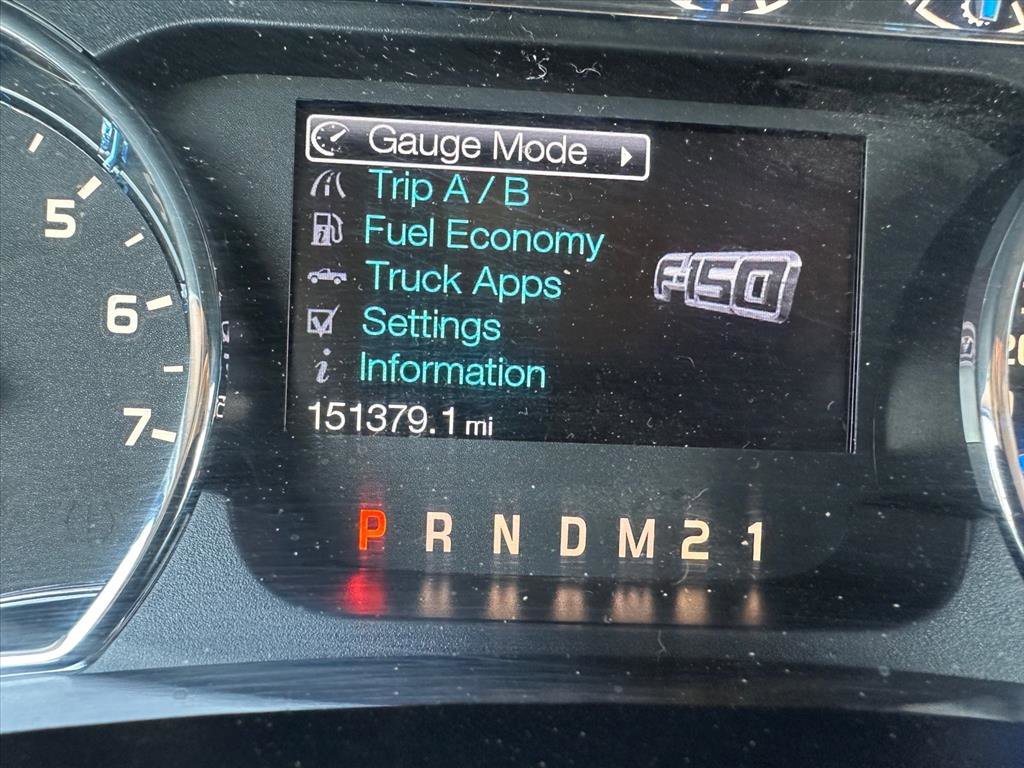 Gauge Mode
Trip A / B
Fuel Economy
Truck Apps
Settings
Information
F-150
151379.1 mi
5
6
7
P R N D M 2 1